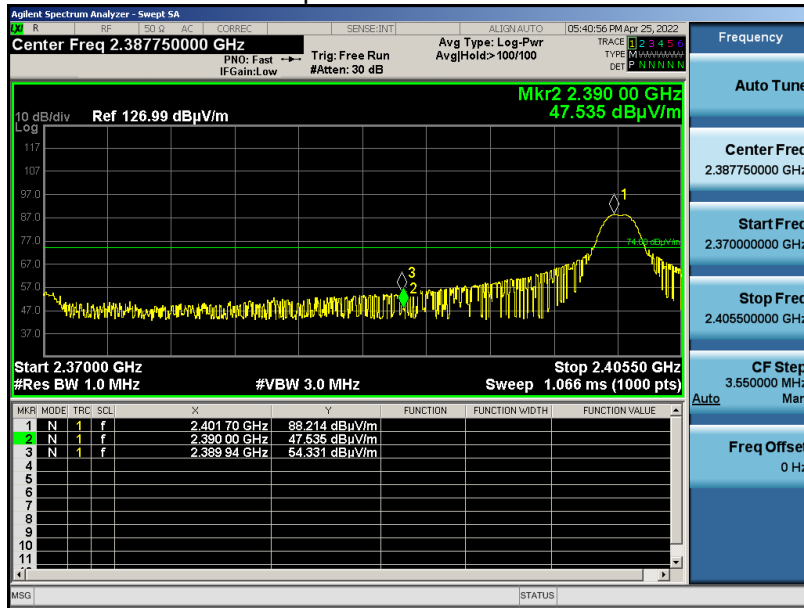 Agilent Spectrum Analyzer - Swept SA
LXI R RF 50 Ω AC CORREC SENSE:INT ALIGN AUTO 05:40:56 PM Apr 25, 2022
Center Freq 2.387750000 GHz
PNO: Fast
IFGain:Low
Trig: Free Run
#Atten: 30 dB
Avg Type: Log-Pwr
Avg|Hold>100/100
TRACE 1 2 3 4 5 6
TYPE M
DET P N N N N N
Mkr2 2.390 00 GHz
47.535 dBµV/m
10 dB/div Ref 126.99 dBµV/m
Log
117
107
97.0
87.0
77.0
67.0
57.0
47.0
37.0
1
3
2
Start 2.37000 GHz Stop 2.40550 GHz
#Res BW 1.0 MHz #VBW 3.0 MHz Sweep 1.066 ms (1000 pts)
MKR MODE TRC SCL X Y FUNCTION FUNCTION WIDTH FUNCTION VALUE
1 N 1 f 2.401 70 GHz 88.214 dBµV/m
2 N 1 f 2.390 00 GHz 47.535 dBµV/m
3 N 1 f 2.389 94 GHz 54.331 dBµV/m
4
5
6
7
8
9
10
11
MSG STATUS
Frequency
Auto Tune
Center Freq
2.387750000 GHz
Start Freq
2.370000000 GHz
Stop Freq
2.405500000 GHz
CF Step
3.550000 MHz
Auto Man
Freq Offset
0 Hz